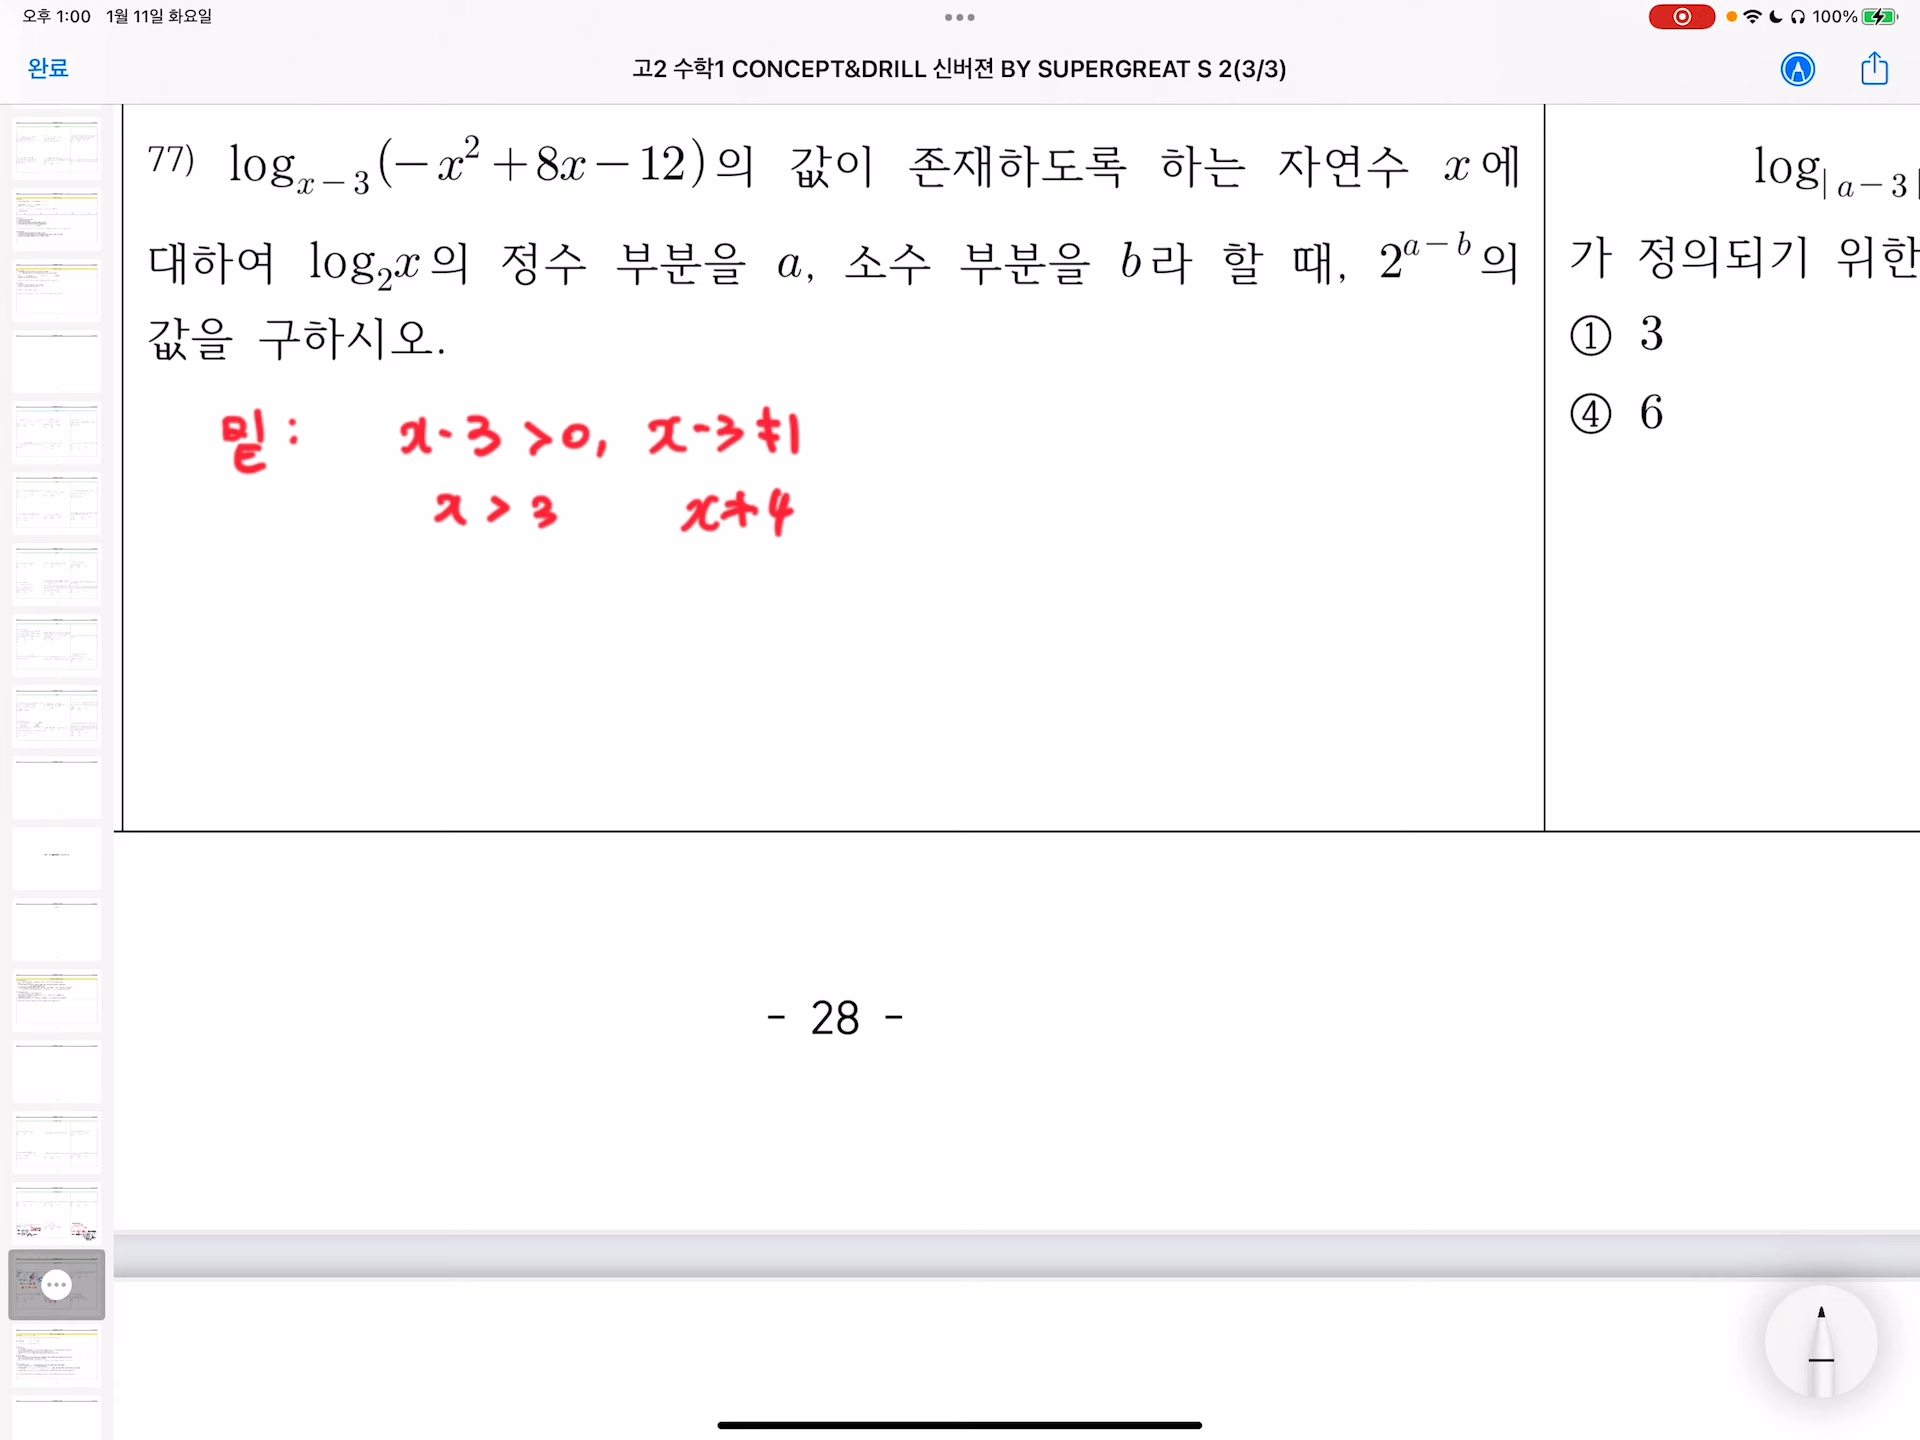 오후 1:00 1월 11일 화요일
100%
완료
고2 수학1 CONCEPT&DRILL 신버젼 BY SUPERGREAT S 2(3/3)
77) log_{x-3}(-x²+8x-12)의 값이 존재하도록 하는 자연수 x에
대하여 log₂x의 정수 부분을 a, 소수 부분을 b라 할 때, 2^{a-b}의
값을 구하시오.
밑: x-3>0, x-3≠1
x>3 x≠4
log_{|a-3|
가 정의되기 위한
① 3
④ 6
- 28 -